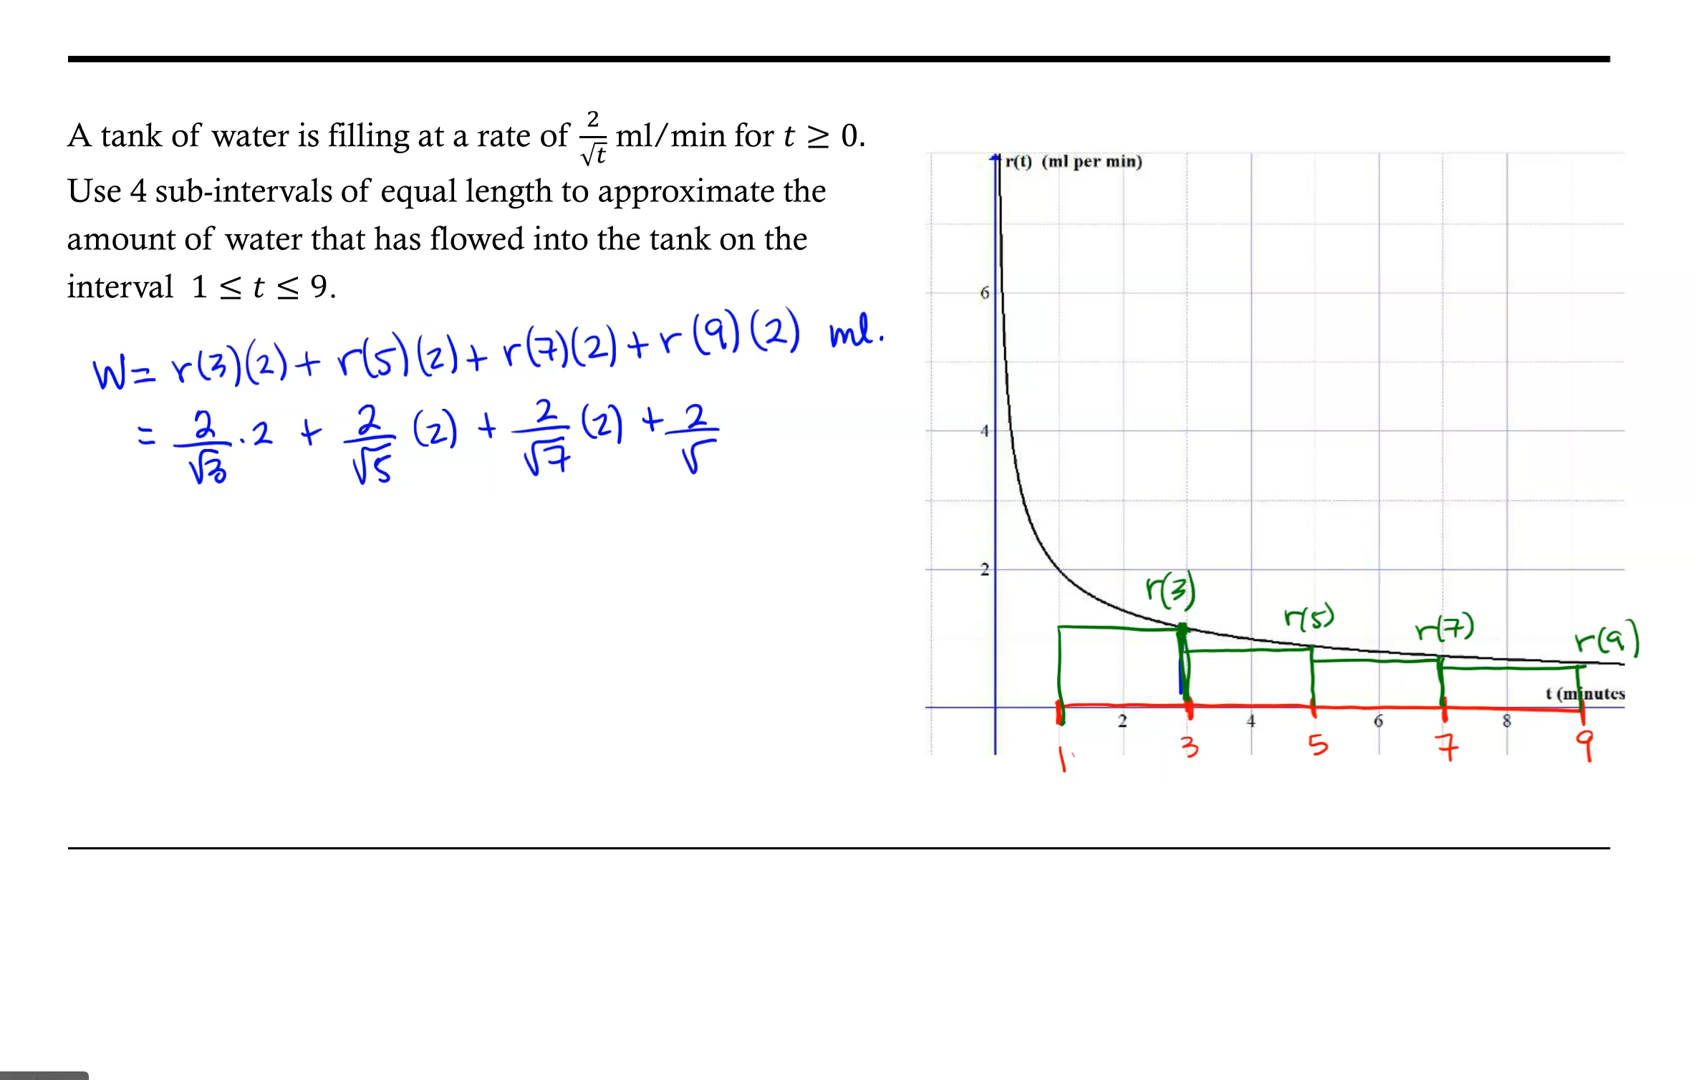 A tank of water is filling at a rate of 2/√t ml/min for t ≥ 0.
Use 4 sub-intervals of equal length to approximate the
amount of water that has flowed into the tank on the
interval 1 ≤ t ≤ 9.
W = r(3)(2) + r(5)(2) + r(7)(2) + r(9)(2) ml.
= 2/√3 · 2 + 2/√5 (2) + 2/√7 (2) + 2/√
r(t) (ml per min)
6
4
2
r(3)
r(5)
r(7)
r(9)
t (minutes
2 4 6 8
1 3 5 7 9